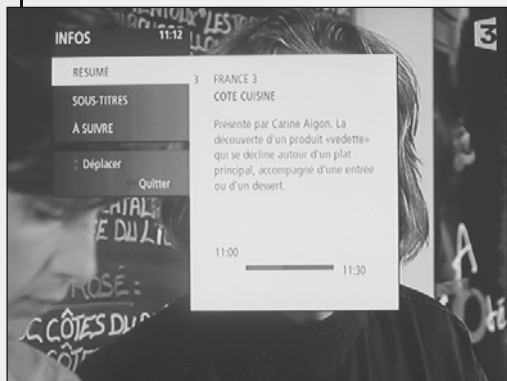 INFOS 11:12
RÉSUMÉ
SOUS-TITRES
À SUIVRE
Déplacer
Quitter
3 FRANCE 3
COTE CUISINE
Présenté par Carine Aigon. La
découverte d'un produit «vedette»
qui se décline autour d'un plat
principal, accompagné d'une entrée
ou d'un dessert.
11:00
11:30
3
E DU
ROSÉ :
CÔTES DU